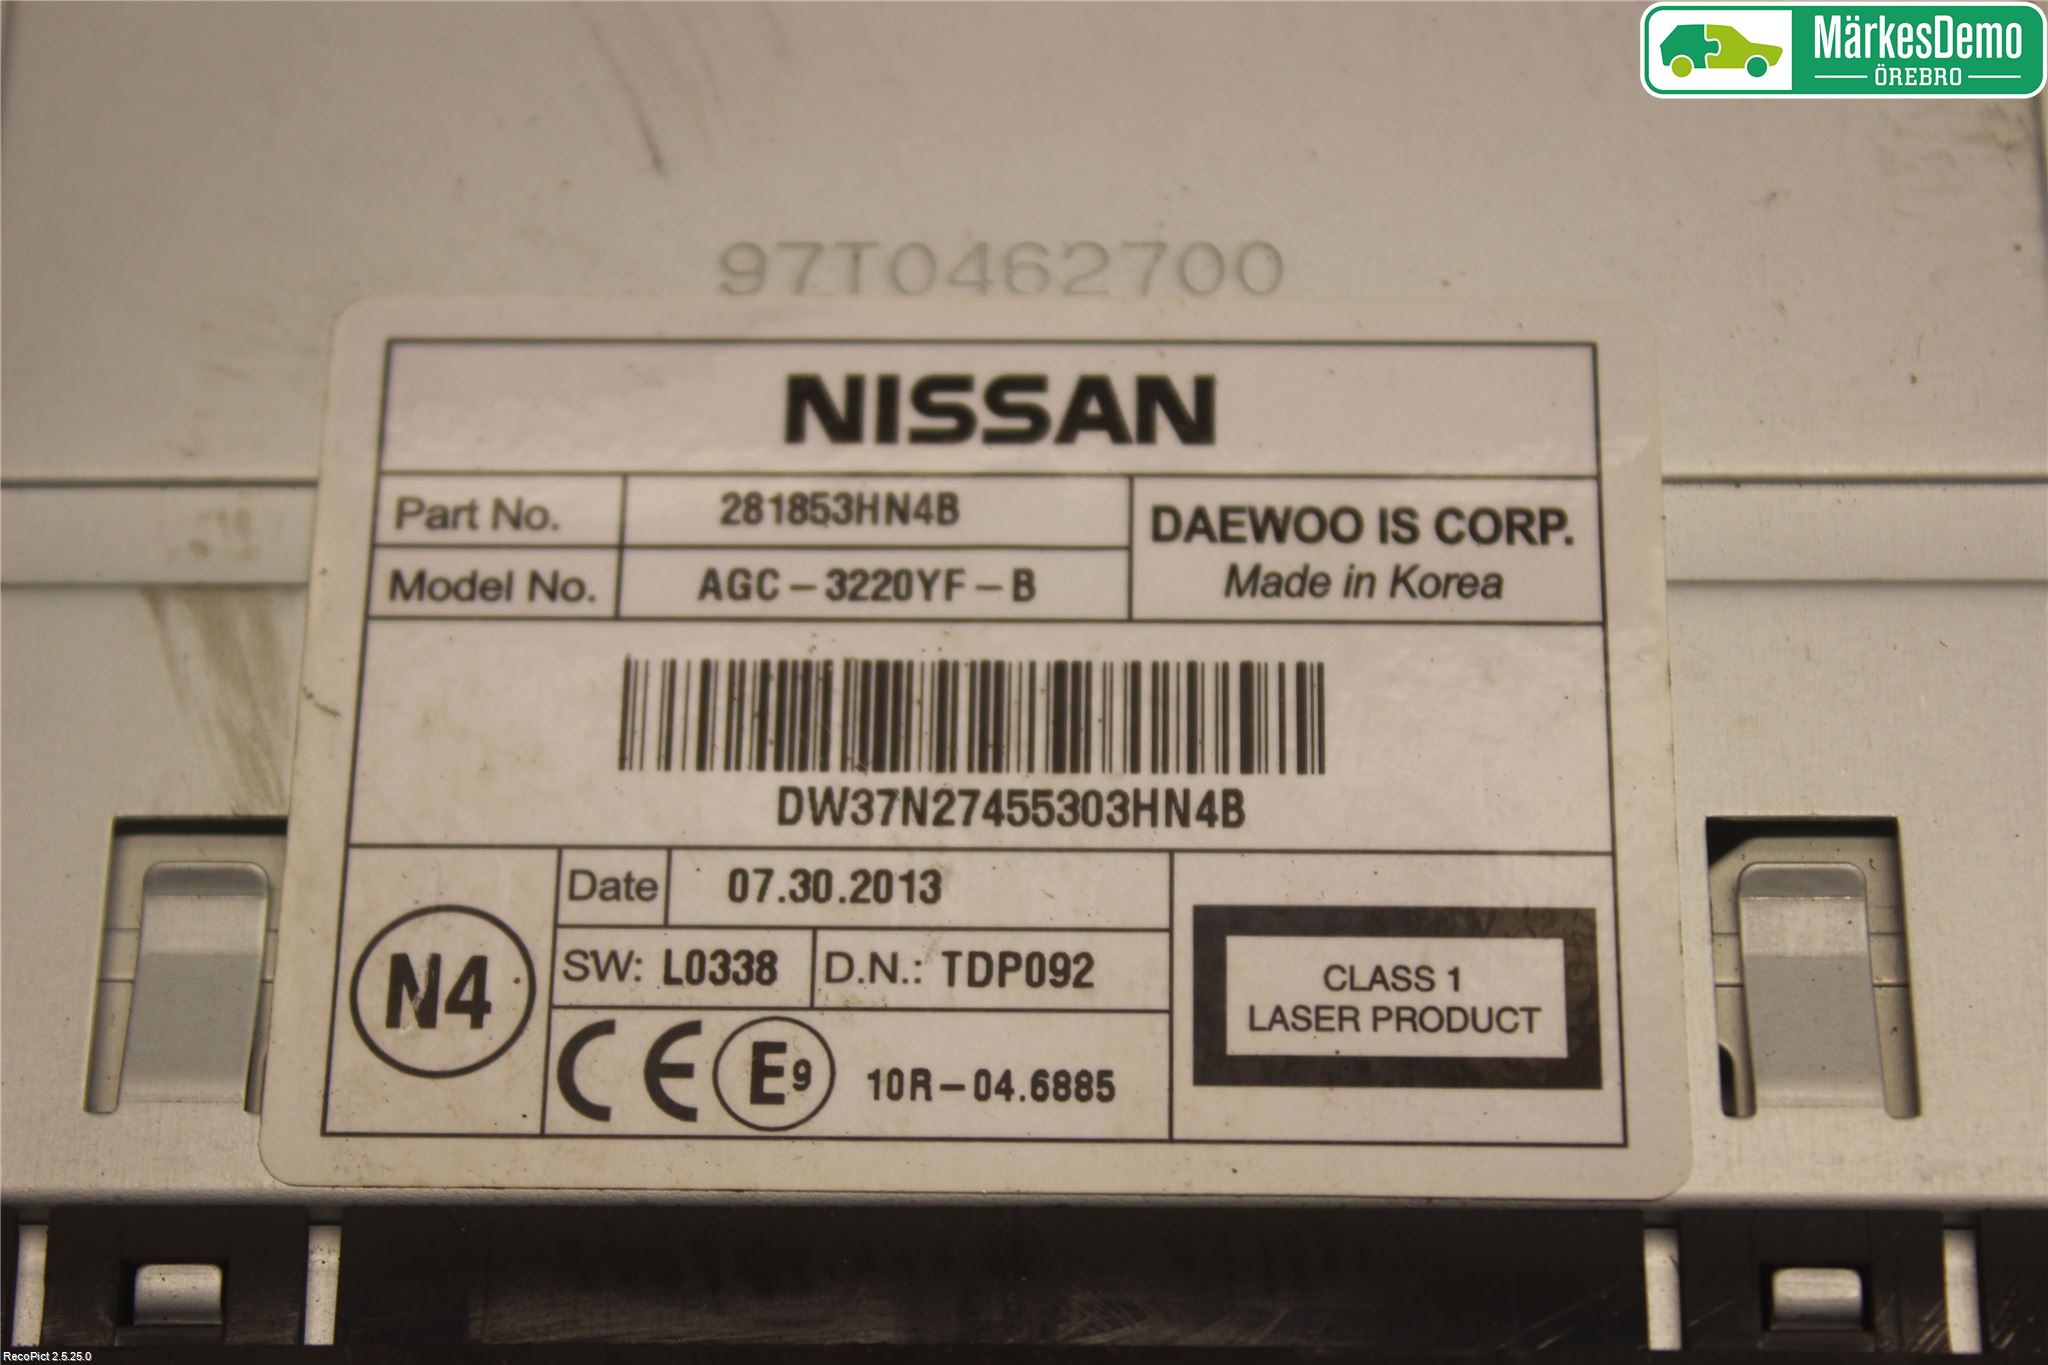 MärkesDemo
ÖREBRO
97T0462700
NISSAN
Part No. 281853HN4B
Model No. AGC-3220YF-B
DAEWOO IS CORP.
Made in Korea
DW37N27455303HN4B
N4
Date 07.30.2013
SW: L0338 D.N.: TDP092
CE E9 10R-04.6885
CLASS 1
LASER PRODUCT
RecoPict 2.5.25.0